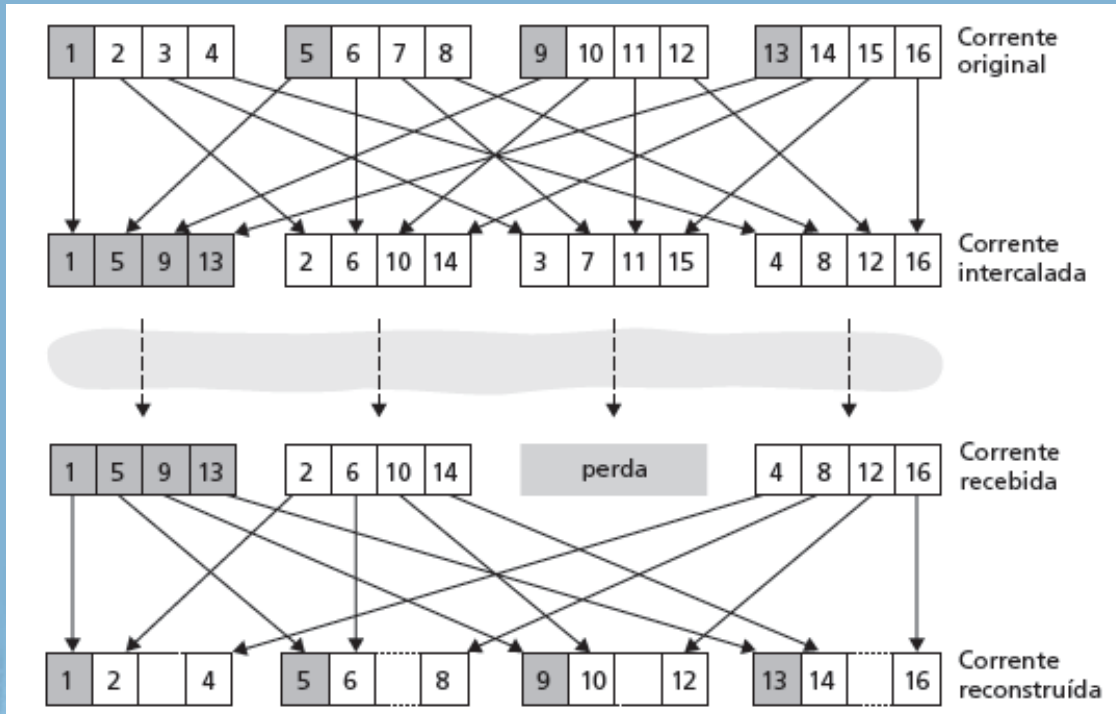 1 2 3 4 5 6 7 8 9 10 11 12 13 14 15 16 Corrente
original
1 5 9 13 2 6 10 14 3 7 11 15 4 8 12 16 Corrente
intercalada
1 5 9 13 2 6 10 14 perda 4 8 12 16 Corrente
recebida
1 2 4 5 6 8 9 10 12 13 14 16 Corrente
reconstruída